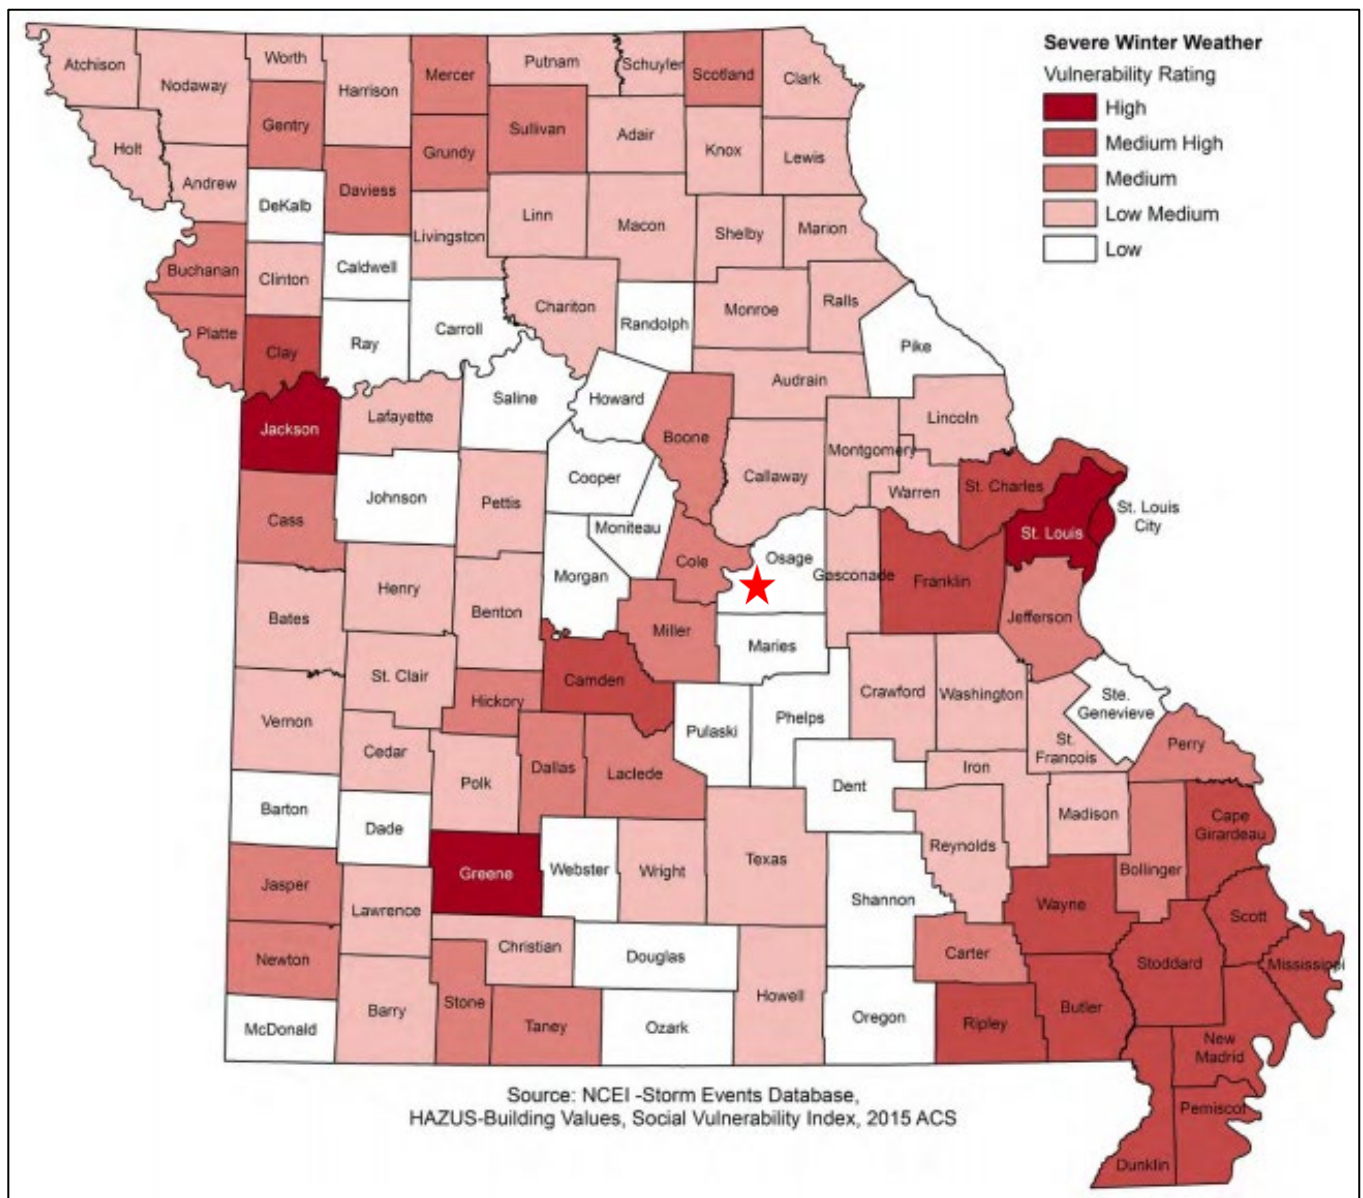 Severe Winter Weather
Vulnerability Rating
High
Medium High
Medium
Low Medium
Low
Atchison
Nodaway
Worth
Harrison
Mercer
Putnam
Schuyler
Scotland
Clark
Gentry
Sullivan
Adair
Knox
Lewis
Holt
Andrew
DeKalb
Daviess
Grundy
Livingston
Linn
Macon
Shelby
Marion
Buchanan
Clinton
Caldwell
Chariton
Randolph
Monroe
Ralls
Platte
Clay
Ray
Carroll
Pike
Audrain
Jackson
Lafayette
Saline
Howard
Boone
Lincoln
Callaway
Montgomery
Warren
St. Charles
St. Louis
City
St. Louis
Cass
Johnson
Pettis
Cooper
Moniteau
Cole
Osage
Gasconade
Franklin
Jefferson
Bates
Henry
Benton
Morgan
Miller
Maries
St. Clair
Hickory
Camden
Crawford
Washington
Ste.
Genevieve
Vernon
Cedar
Pulaski
Phelps
St.
Francois
Perry
Polk
Dallas
Laclede
Dent
Iron
Madison
Barton
Dade
Cape
Girardeau
Reynolds
Bollinger
Jasper
Greene
Webster
Wright
Texas
Shannon
Wayne
Scott
Lawrence
Christian
Douglas
Carter
Stoddard
Mississippi
Newton
Barry
Stone
Taney
Ozark
Howell
Oregon
Ripley
Butler
McDonald
New
Madrid
Pemiscot
Dunklin
Source: NCEI -Storm Events Database,
HAZUS-Building Values, Social Vulnerability Index, 2015 ACS